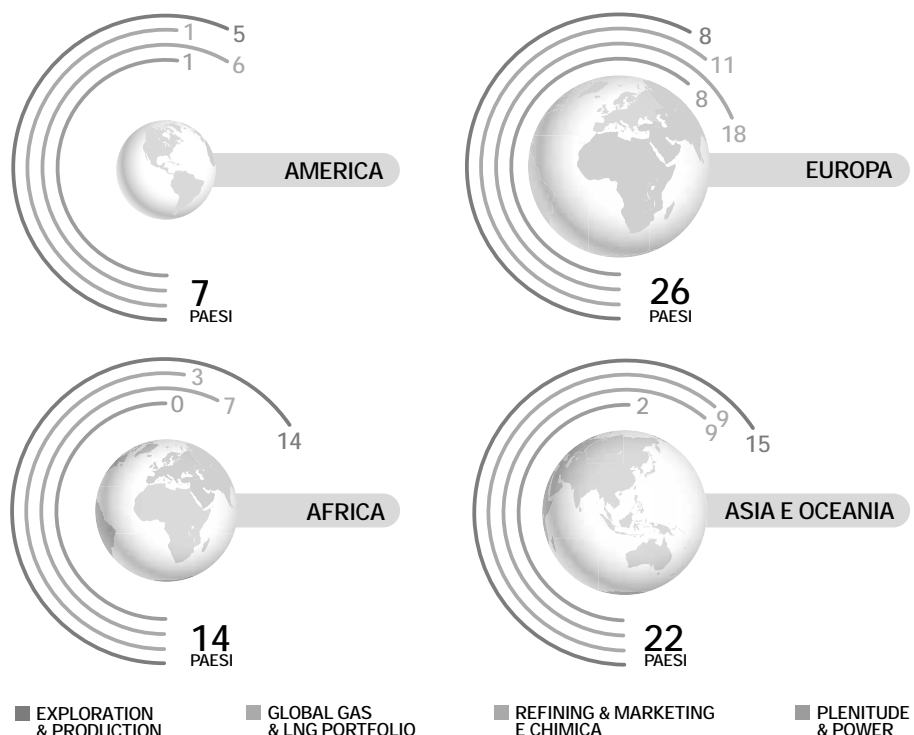 5
1
6
1
AMERICA
7
PAESI
8
11
8
18
EUROPA
26
PAESI
3
0
7
14
AFRICA
14
PAESI
2
9
9
15
ASIA E OCEANIA
22
PAESI
EXPLORATION
& PRODUCTION
GLOBAL GAS
& LNG PORTFOLIO
REFINING & MARKETING
E CHIMICA
PLENITUDE
& POWER